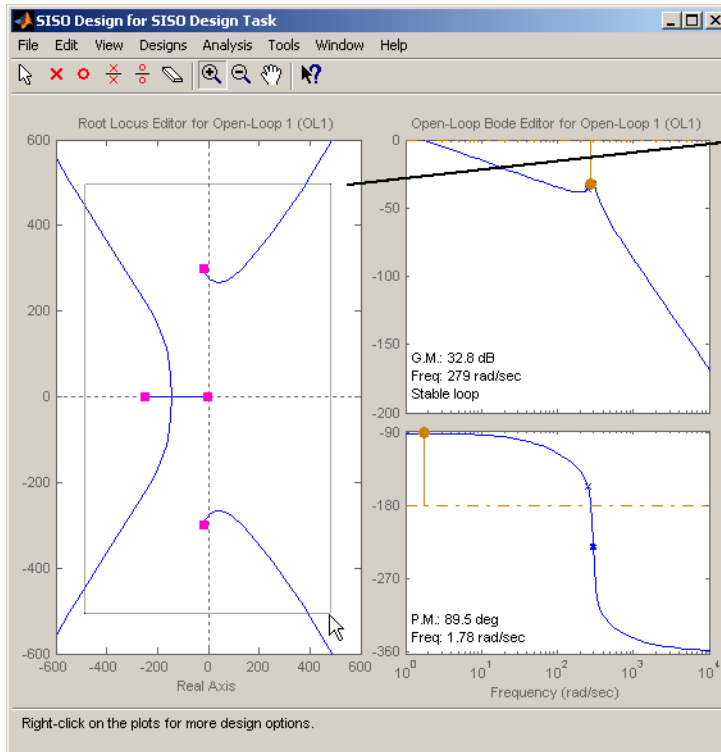 SISO Design for SISO Design Task
File Edit View Designs Analysis Tools Window Help
Root Locus Editor for Open-Loop 1 (OL1)
600
400
200
0
-200
-400
-600
-600 -400 -200 0 200 400 600
Real Axis
Open-Loop Bode Editor for Open-Loop 1 (OL1)
0
-50
-100
-150
-200
G.M.: 32.8 dB
Freq: 279 rad/sec
Stable loop
-90
-180
-270
-360
P.M.: 89.5 deg
Freq: 1.78 rad/sec
10^0 10^1 10^2 10^3 10^4
Frequency (rad/sec)
Right-click on the plots for more design options.